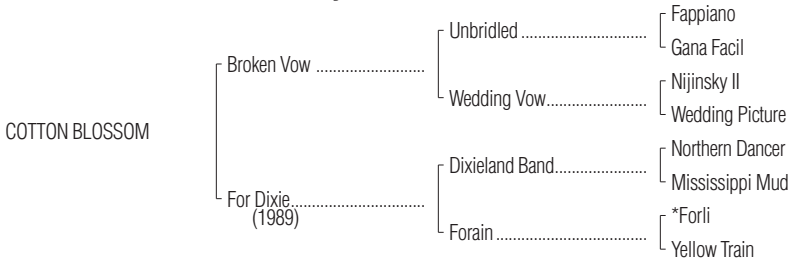 Fappiano
Unbridled
Gana Facil
Broken Vow
Nijinsky II
Wedding Vow
Wedding Picture
COTTON BLOSSOM
Northern Dancer
Dixieland Band
Mississippi Mud
For Dixie
(1989)
*Forli
Forain
Yellow Train